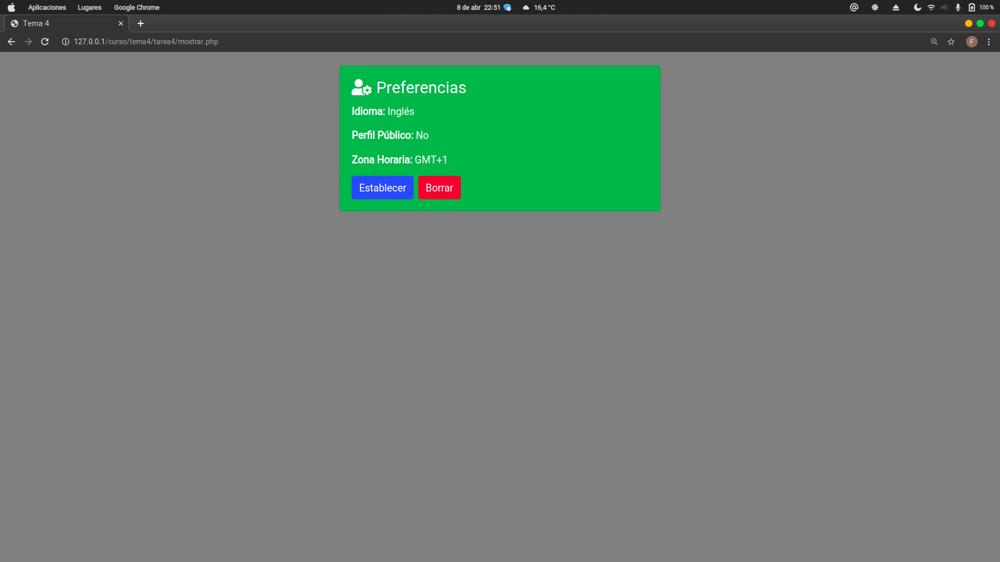 Aplicaciones Lugares Google Chrome 8 de abr 22:51 16,4 °C 100 %
Tema 4
127.0.0.1/curso/tema4/tarea4/mostrar.php F
Preferencias
Idioma: Inglés
Perfil Público: No
Zona Horaria: GMT+1
Establecer Borrar